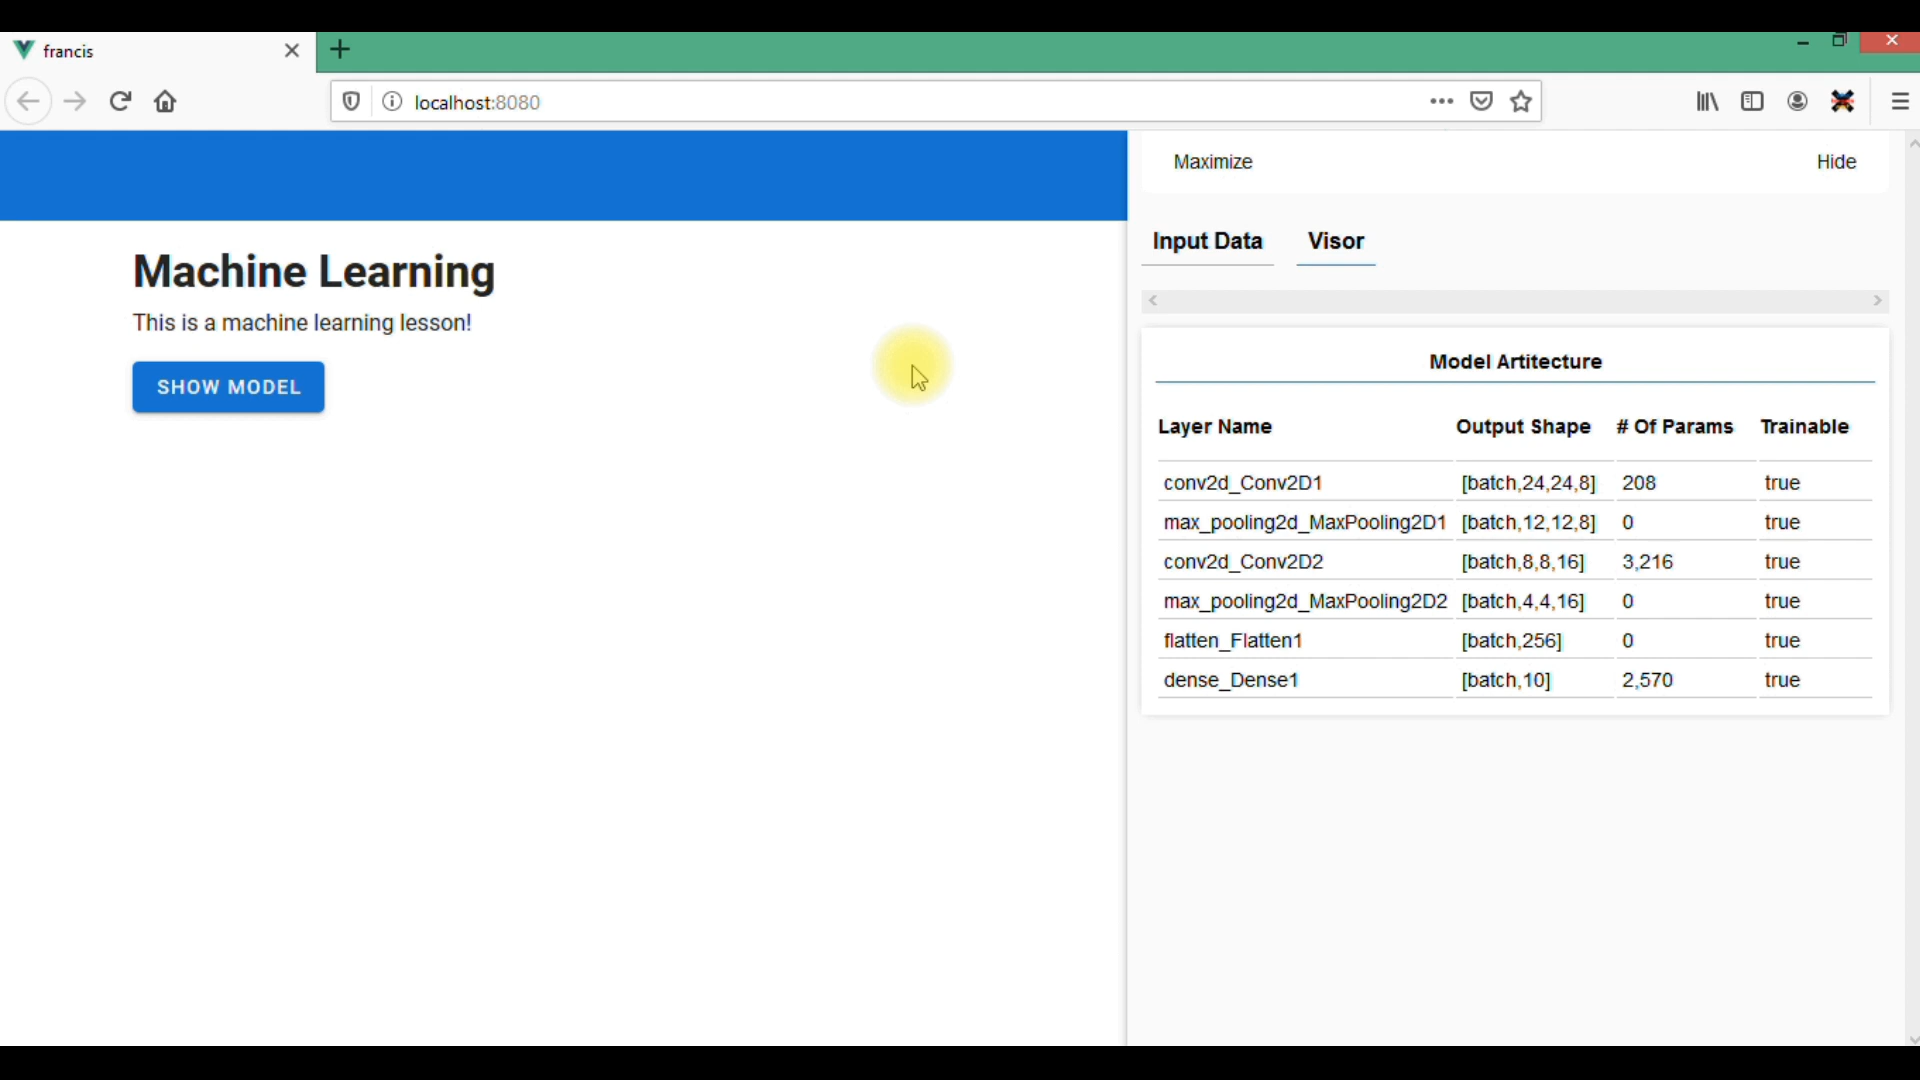 francis
localhost:8080
Maximize Hide
Input Data Visor
Machine Learning
This is a machine learning lesson!
SHOW MODEL
Model Artitecture
Layer Name Output Shape # Of Params Trainable
conv2d_Conv2D1 [batch,24,24,8] 208 true
max_pooling2d_MaxPooling2D1 [batch,12,12,8] 0 true
conv2d_Conv2D2 [batch,8,8,16] 3,216 true
max_pooling2d_MaxPooling2D2 [batch,4,4,16] 0 true
flatten_Flatten1 [batch,256] 0 true
dense_Dense1 [batch,10] 2,570 true